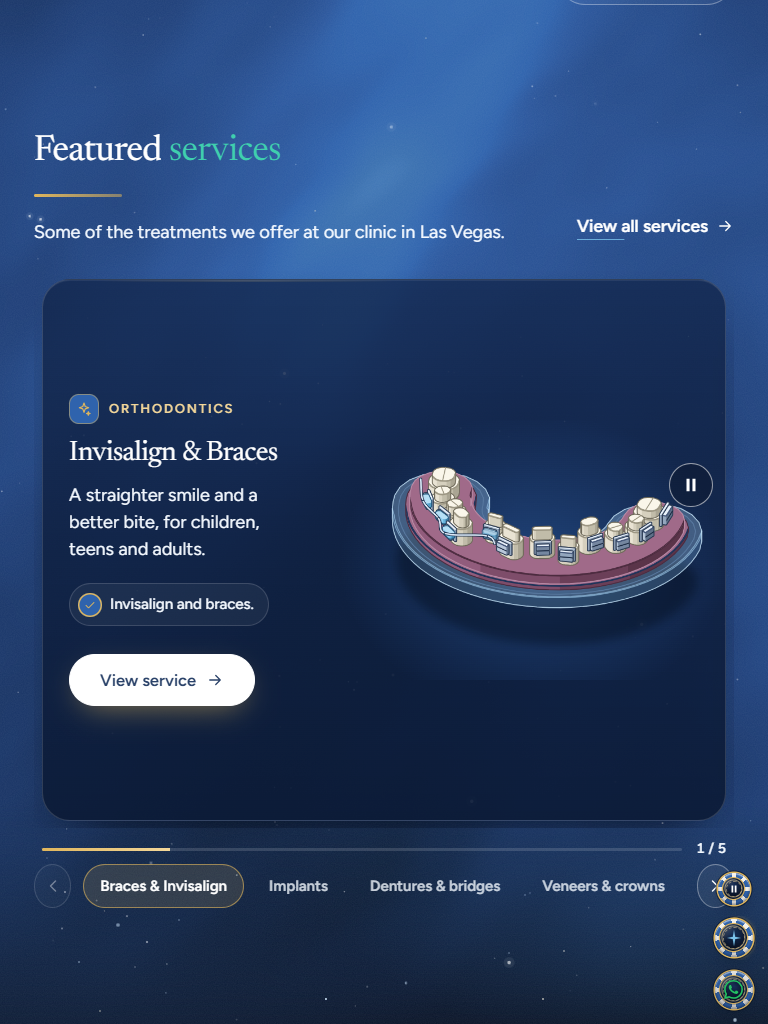 Featured services
Some of the treatments we offer at our clinic in Las Vegas.
View all services
ORTHODONTICS
Invisalign & Braces
A straighter smile and a
better bite, for children,
teens and adults.
Invisalign and braces.
View service
1 / 5
Braces & Invisalign
Implants
Dentures & bridges
Veneers & crowns